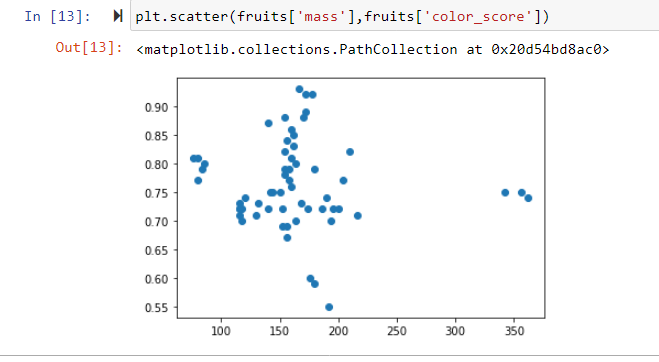 In [13]: plt.scatter(fruits['mass'],fruits['color_score'])
Out[13]: <matplotlib.collections.PathCollection at 0x20d54bd8ac0>
0.90
0.85
0.80
0.75
0.70
0.65
0.60
0.55
100 150 200 250 300 350